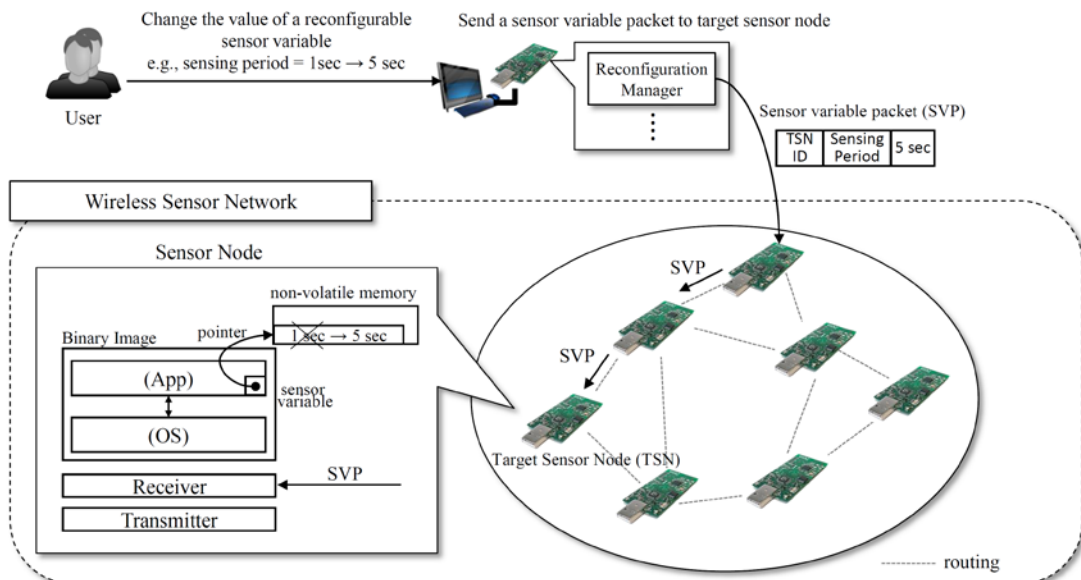 Change the value of a reconfigurable
sensor variable
e.g., sensing period = 1sec → 5 sec
User
Send a sensor variable packet to target sensor node
Reconfiguration
Manager
Sensor variable packet (SVP)
TSN
ID
Sensing
Period
5 sec
Wireless Sensor Network
Sensor Node
non-volatile memory
1 sec → 5 sec
pointer
Binary Image
(App)
sensor
variable
(OS)
Receiver
SVP
Transmitter
SVP
SVP
Target Sensor Node (TSN)
routing